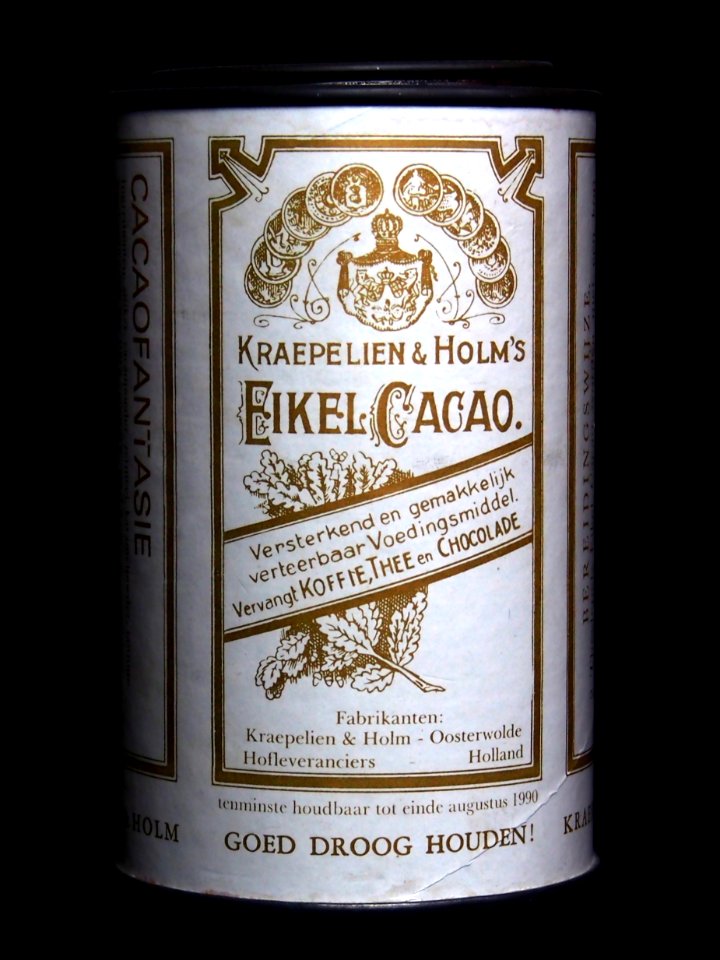 CACAOFANTASIE
KRAEPELIEN & HOLM'S
EIKEL CACAO.
Versterkend en gemakkelijk
verteerbaar Voedingsmiddel.
Vervangt KOFFIE, THEE en CHOCOLADE
Fabrikanten:
Kraepelien & Holm - Oosterwolde
Hofleveranciers Holland
tenminste houdbaar tot einde augustus 1990
GOED DROOG HOUDEN!
HOLM
BEREIDINGSWIJZE